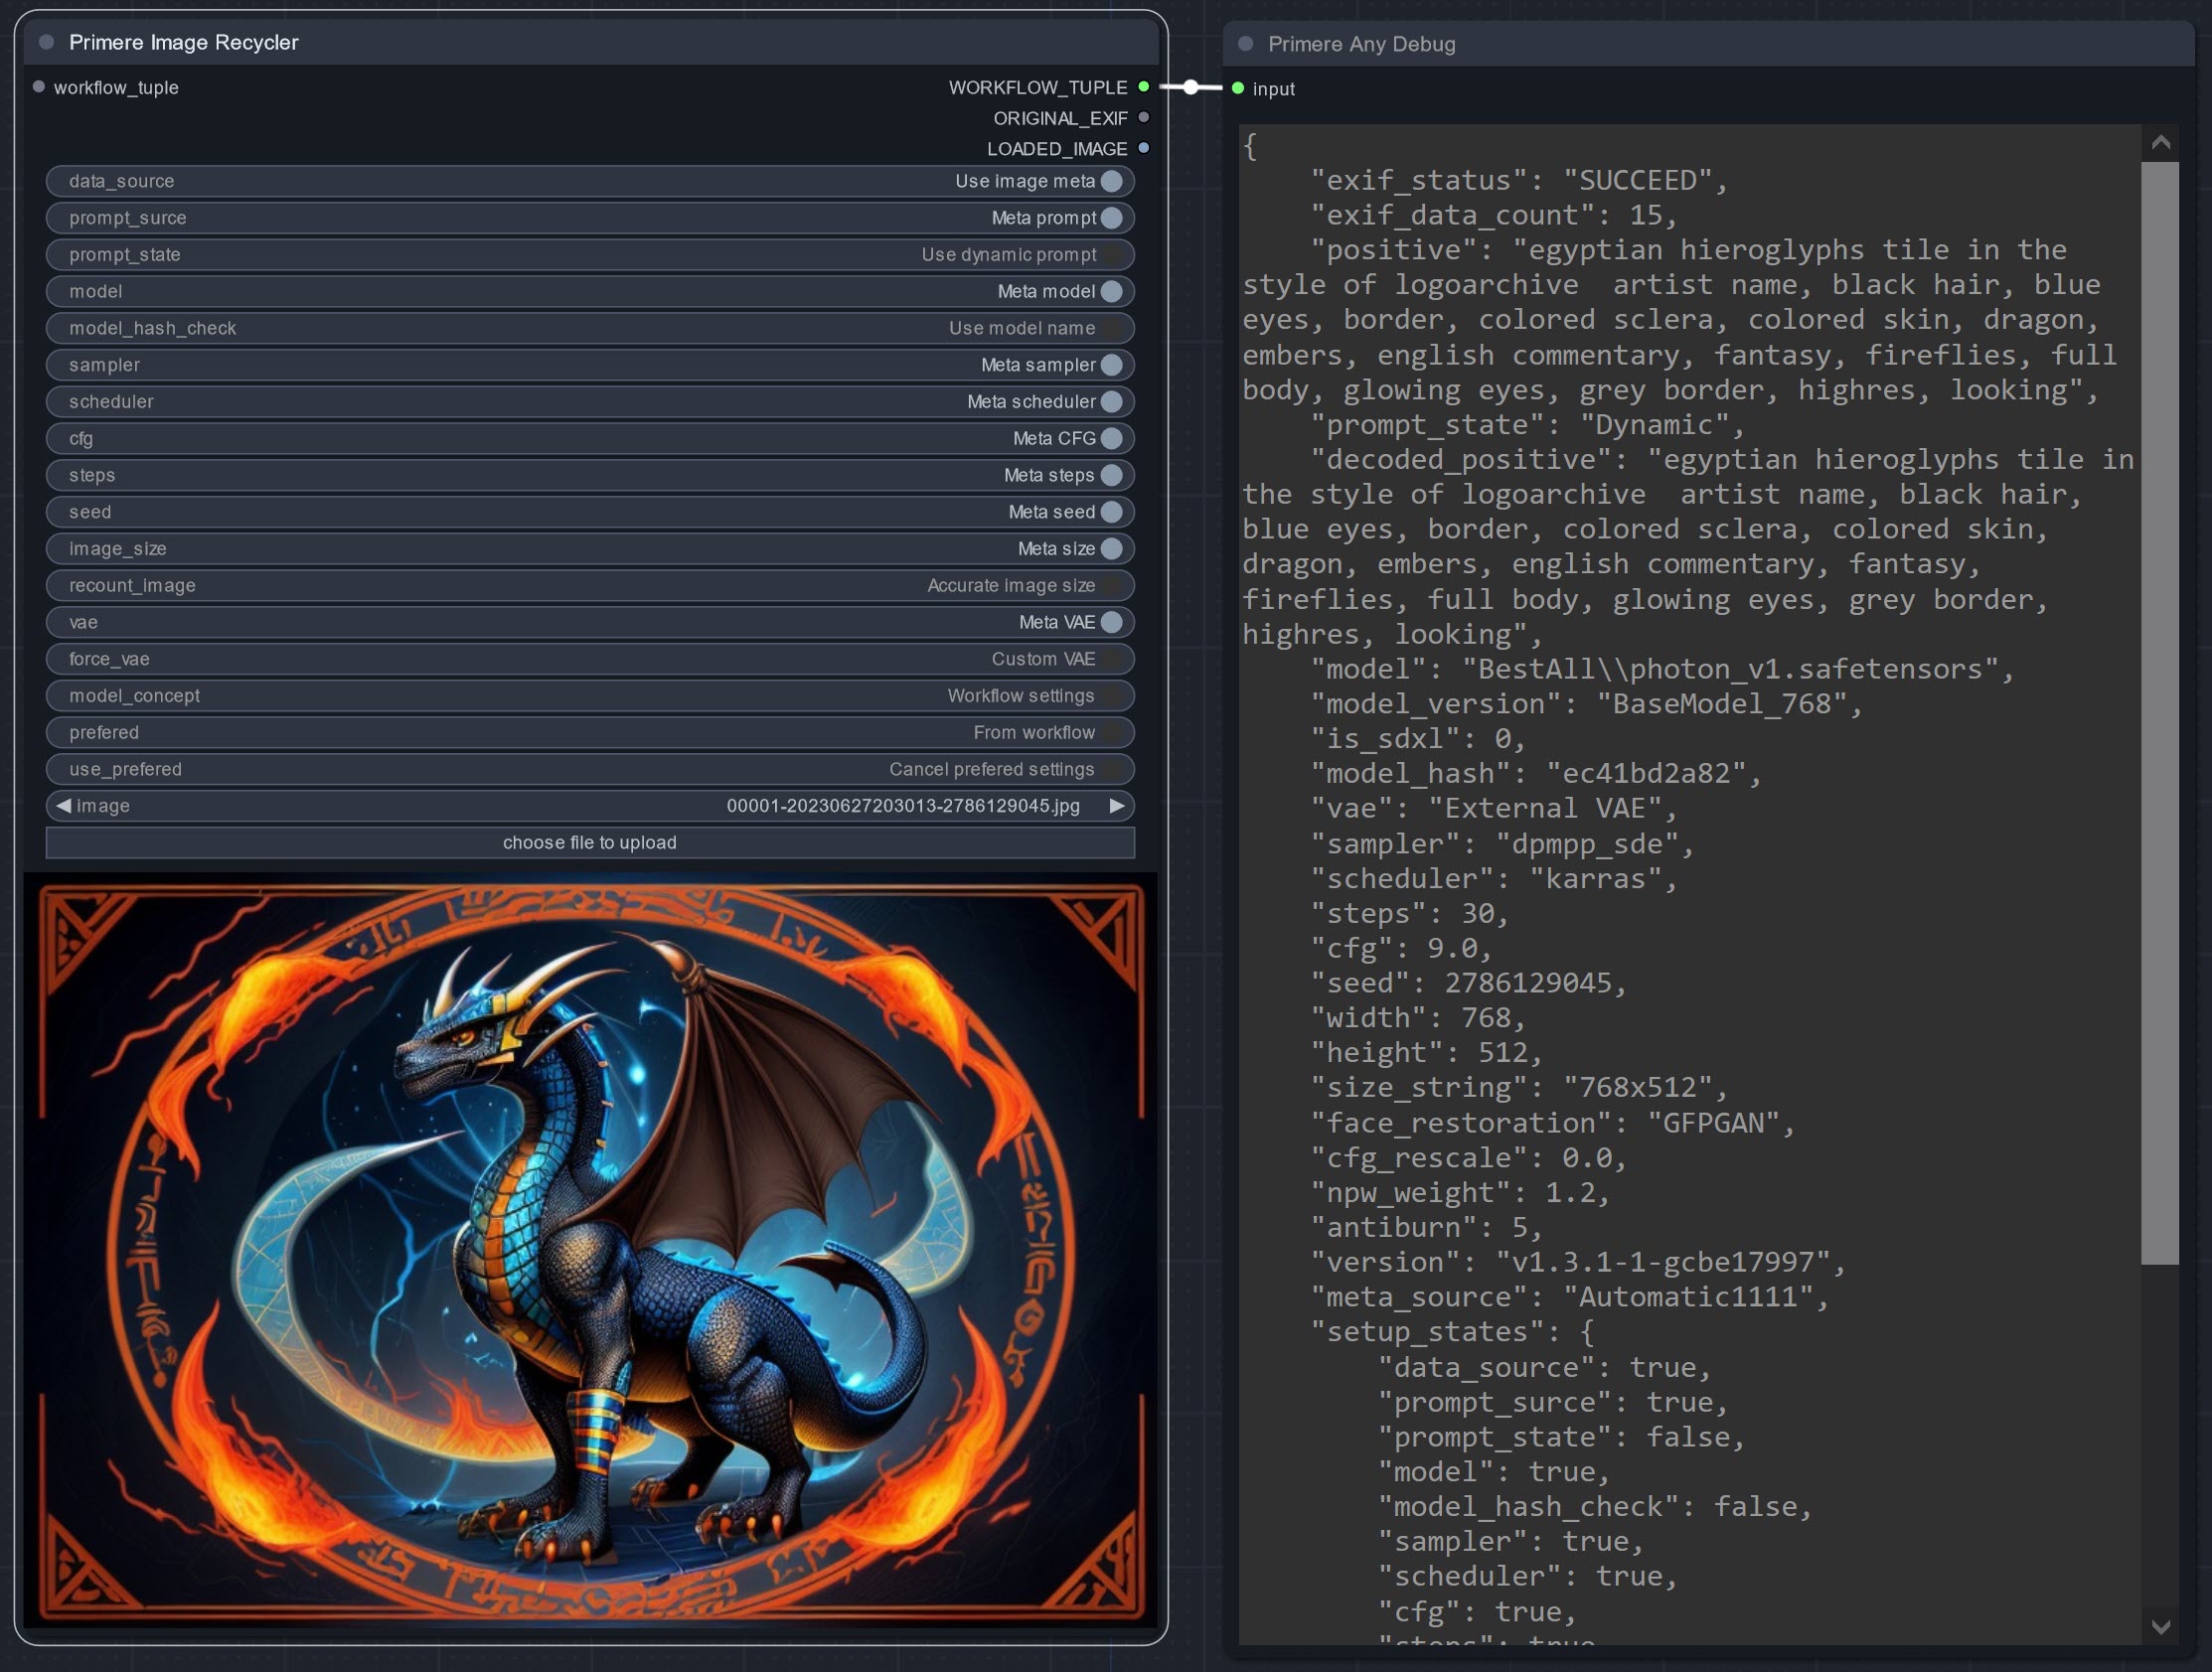 Primere Image Recycler
workflow_tuple
WORKFLOW_TUPLE
ORIGINAL_EXIF
LOADED_IMAGE
data_source Use image meta
prompt_surce Meta prompt
prompt_state Use dynamic prompt
model Meta model
model_hash_check Use model name
sampler Meta sampler
scheduler Meta scheduler
cfg Meta CFG
steps Meta steps
seed Meta seed
image_size Meta size
recount_image Accurate image size
vae Meta VAE
force_vae Custom VAE
model_concept Workflow settings
prefered From workflow
use_prefered Cancel prefered settings
image 00001-20230627203013-2786129045.jpg
choose file to upload
Primere Any Debug
input
{
"exif_status": "SUCCEED",
"exif_data_count": 15,
"positive": "egyptian hieroglyphs tile in the
style of logoarchive  artist name, black hair, blue
eyes, border, colored sclera, colored skin, dragon,
embers, english commentary, fantasy, fireflies, full
body, glowing eyes, grey border, highres, looking",
"prompt_state": "Dynamic",
"decoded_positive": "egyptian hieroglyphs tile in
the style of logoarchive  artist name, black hair,
blue eyes, border, colored sclera, colored skin,
dragon, embers, english commentary, fantasy,
fireflies, full body, glowing eyes, grey border,
highres, looking",
"model": "BestAll\\photon_v1.safetensors",
"model_version": "BaseModel_768",
"is_sdxl": 0,
"model_hash": "ec41bd2a82",
"vae": "External VAE",
"sampler": "dpmpp_sde",
"scheduler": "karras",
"steps": 30,
"cfg": 9.0,
"seed": 2786129045,
"width": 768,
"height": 512,
"size_string": "768x512",
"face_restoration": "GFPGAN",
"cfg_rescale": 0.0,
"npw_weight": 1.2,
"antiburn": 5,
"version": "v1.3.1-1-gcbe17997",
"meta_source": "Automatic1111",
"setup_states": {
"data_source": true,
"prompt_surce": true,
"prompt_state": false,
"model": true,
"model_hash_check": false,
"sampler": true,
"scheduler": true,
"cfg": true,